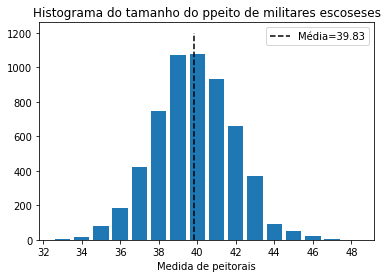 Histograma do tamanho do ppeito de militares escoseses
Média=39.83
1200
1000
800
600
400
200
0
32 34 36 38 40 42 44 46 48
Medida de peitorais